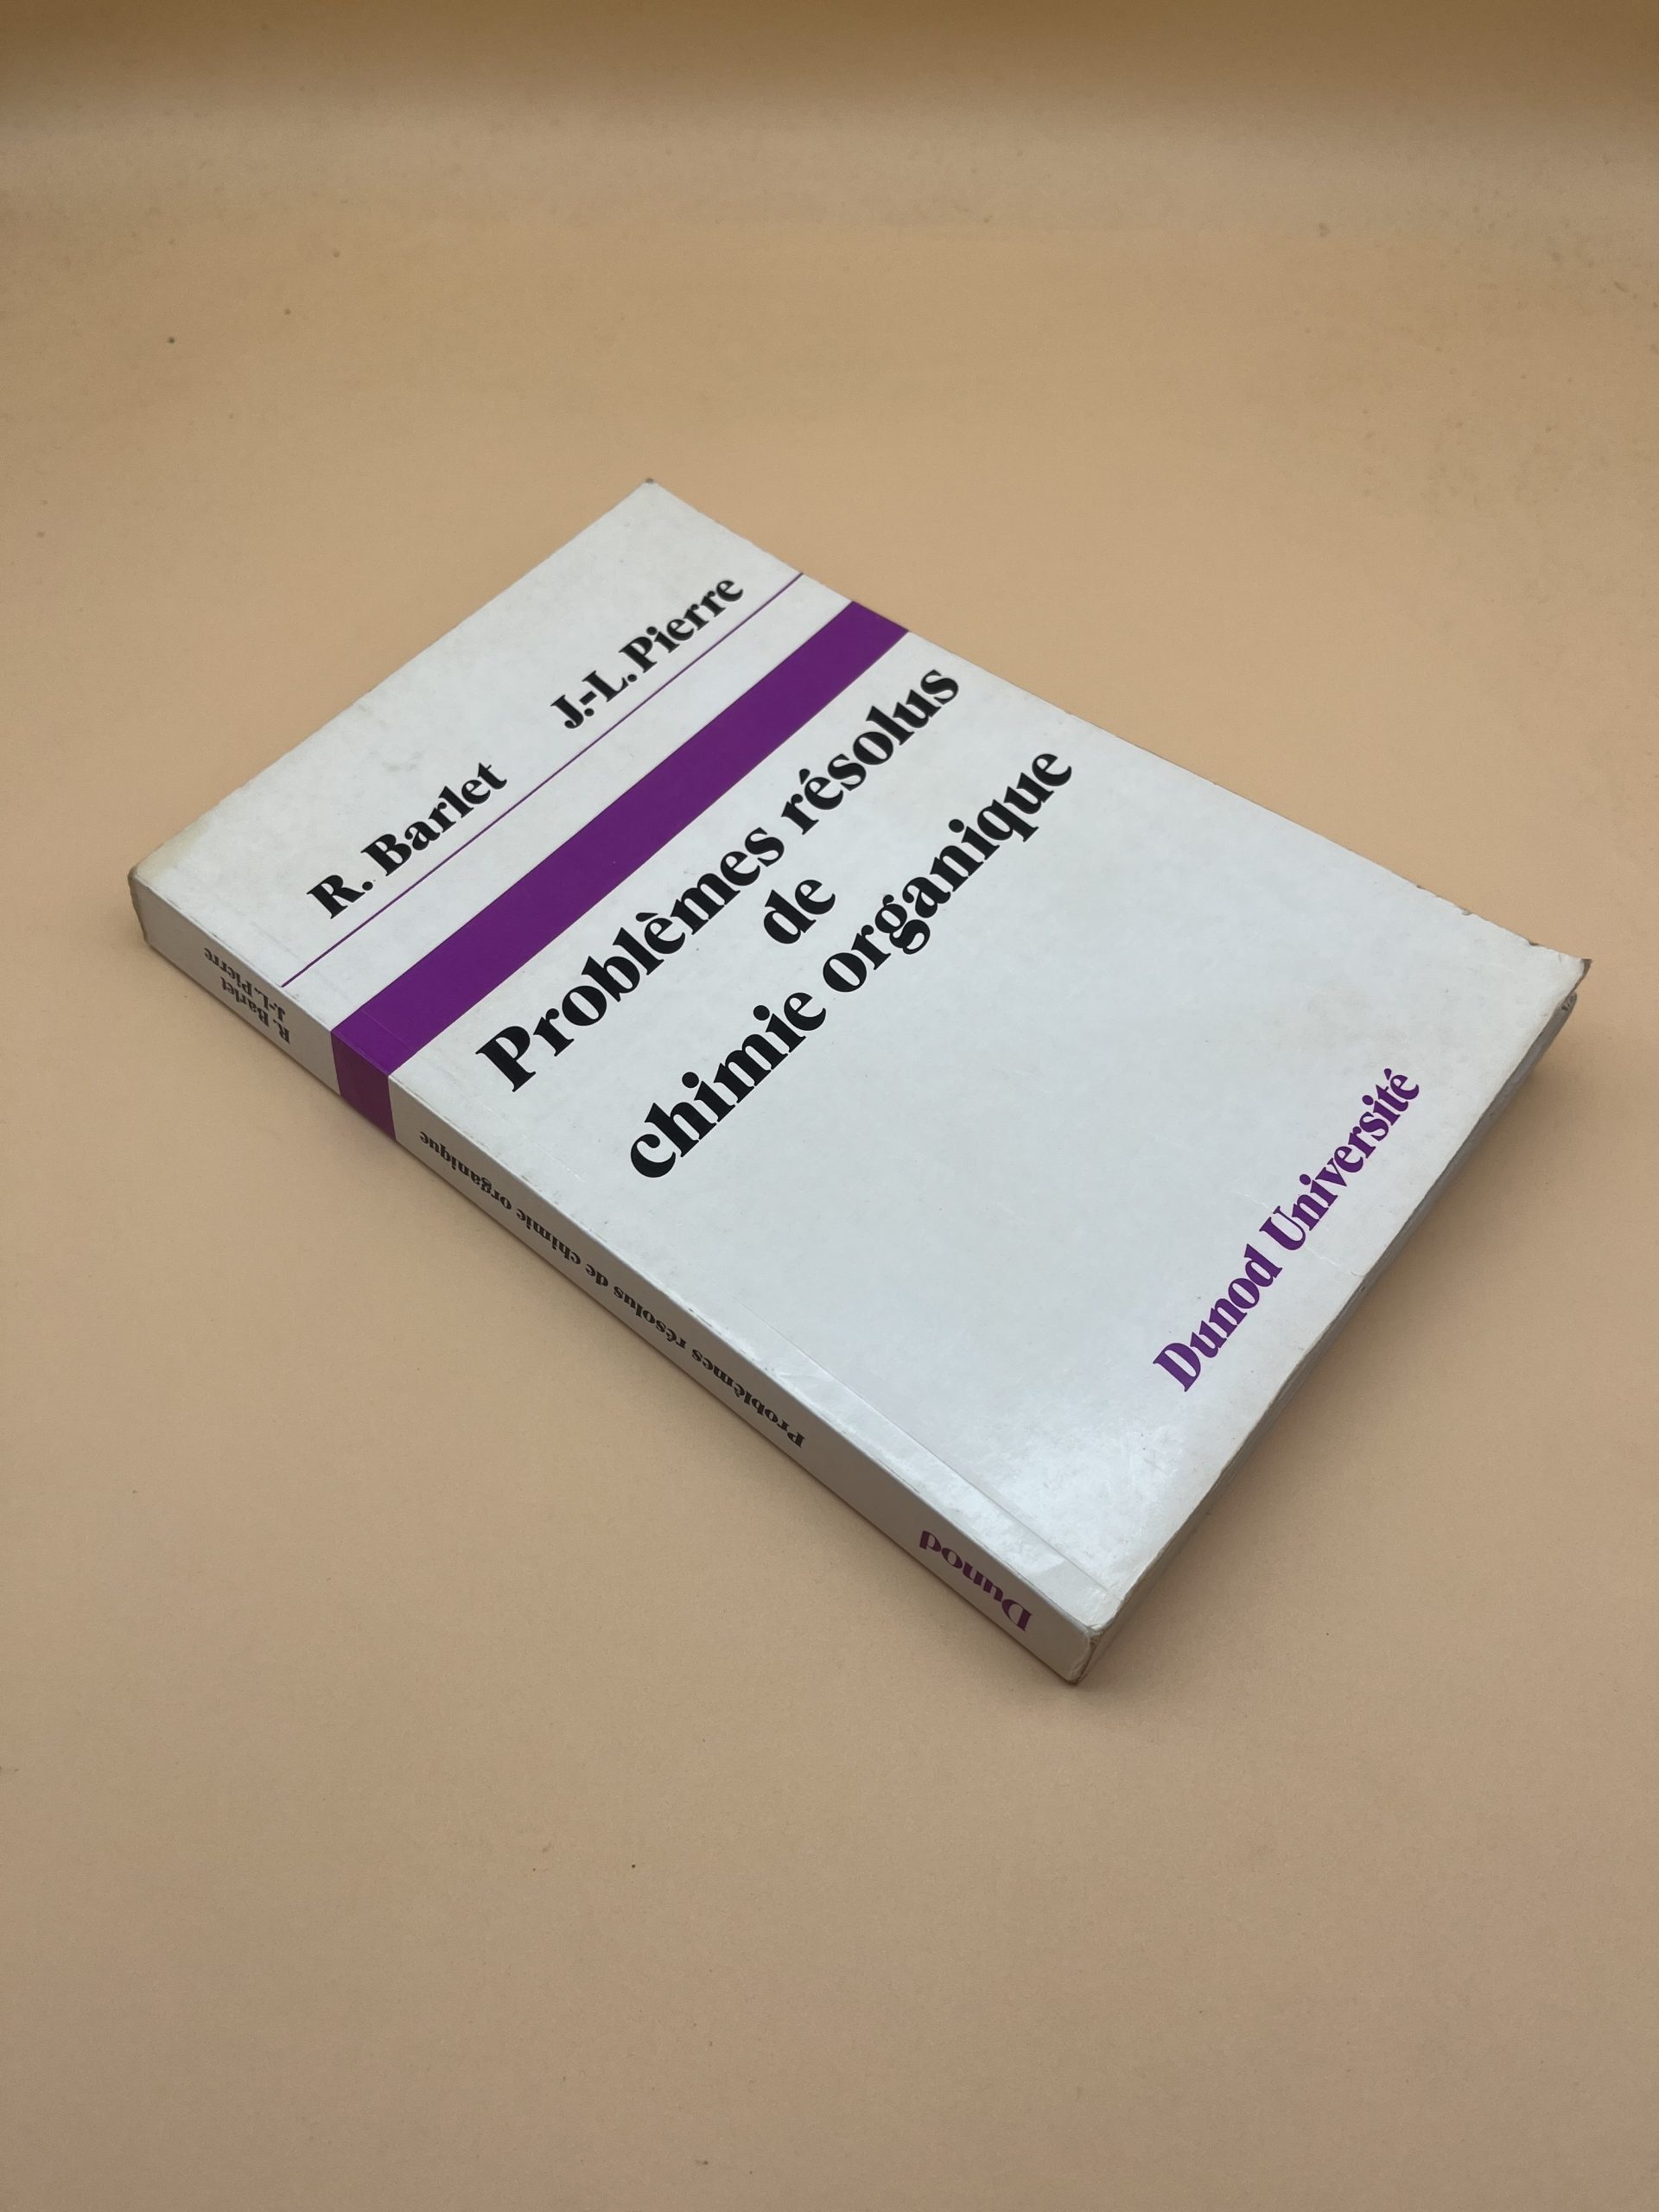 R. Barlet J.-L. Pierre
Problèmes résolus
de
chimie organique
Dunod Université
R. Barlet
J.-L. Pierre
Problèmes résolus de chimie organique
Dunod